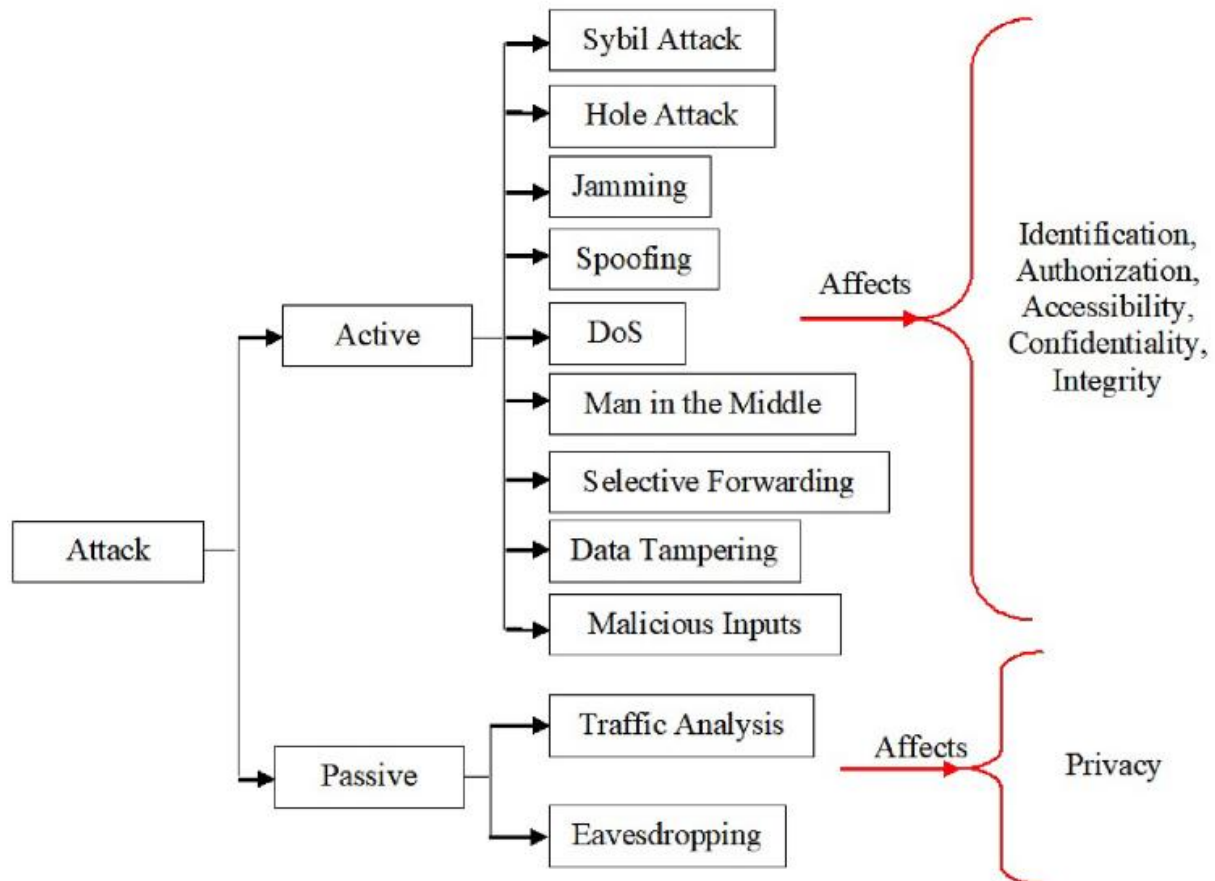 Sybil Attack
Hole Attack
Jamming
Spoofing
DoS
Man in the Middle
Selective Forwarding
Data Tampering
Malicious Inputs
Active
Affects
Identification,
Authorization,
Accessibility,
Confidentiality,
Integrity
Attack
Passive
Traffic Analysis
Eavesdropping
Affects
Privacy